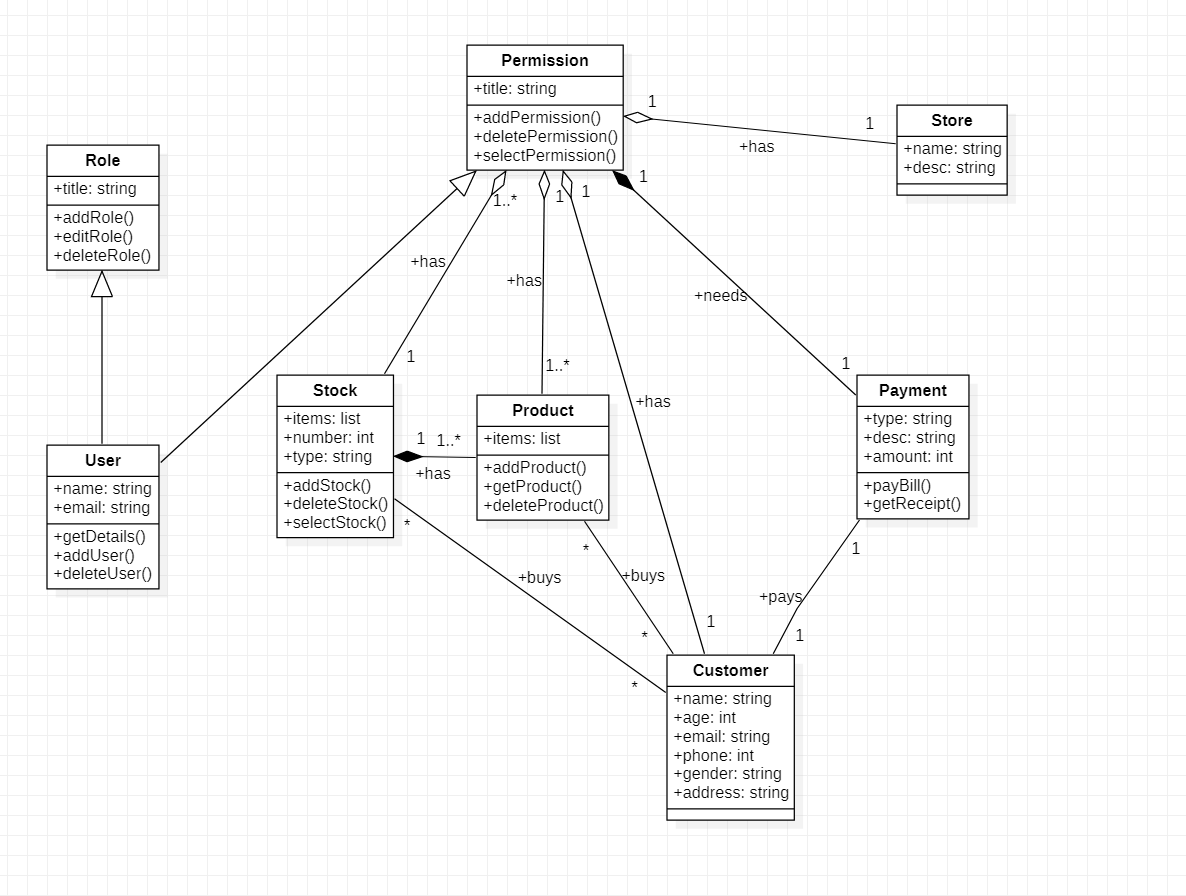 Permission
+title: string
+addPermission()
+deletePermission()
+selectPermission()
1
1
+has
Store
+name: string
+desc: string
Role
+title: string
+addRole()
+editRole()
+deleteRole()
1..*
1
1
1
+has
+has
+needs
1
1..*
1
+has
Stock
+items: list
+number: int
+type: string
+addStock()
+deleteStock()
+selectStock()
1
1..*
+has
Product
+items: list
+addProduct()
+getProduct()
+deleteProduct()
Payment
+type: string
+desc: string
+amount: int
+payBill()
+getReceipt()
User
+name: string
+email: string
+getDetails()
+addUser()
+deleteUser()
*
*
1
+buys
+buys
+pays
*
1
1
*
Customer
+name: string
+age: int
+email: string
+phone: int
+gender: string
+address: string